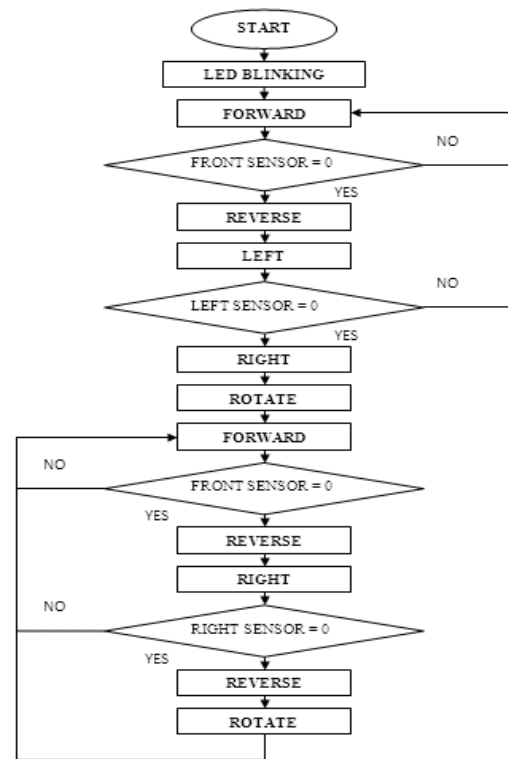 START
LED BLINKING
FORWARD
NO
FRONT SENSOR = 0
YES
REVERSE
LEFT
NO
LEFT SENSOR = 0
YES
RIGHT
ROTATE
FORWARD
NO
FRONT SENSOR = 0
YES
REVERSE
RIGHT
NO
RIGHT SENSOR = 0
YES
REVERSE
ROTATE